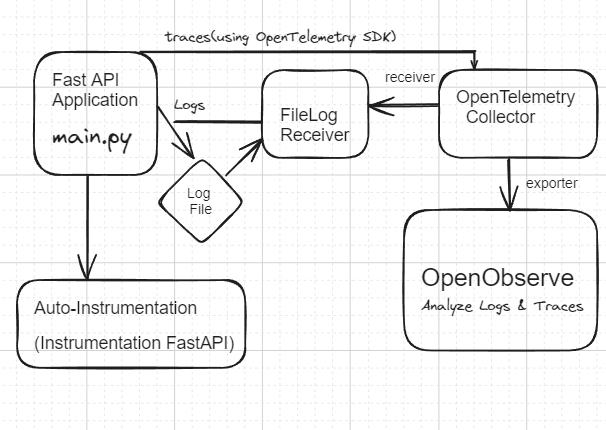 traces(using OpenTelemetry SDK)
Fast API
Application
main.py
Logs
FileLog
Receiver
receiver
OpenTelemetry
Collector
Log
File
exporter
OpenObserve
Analyze Logs & Traces
Auto-Instrumentation
(Instrumentation FastAPI)